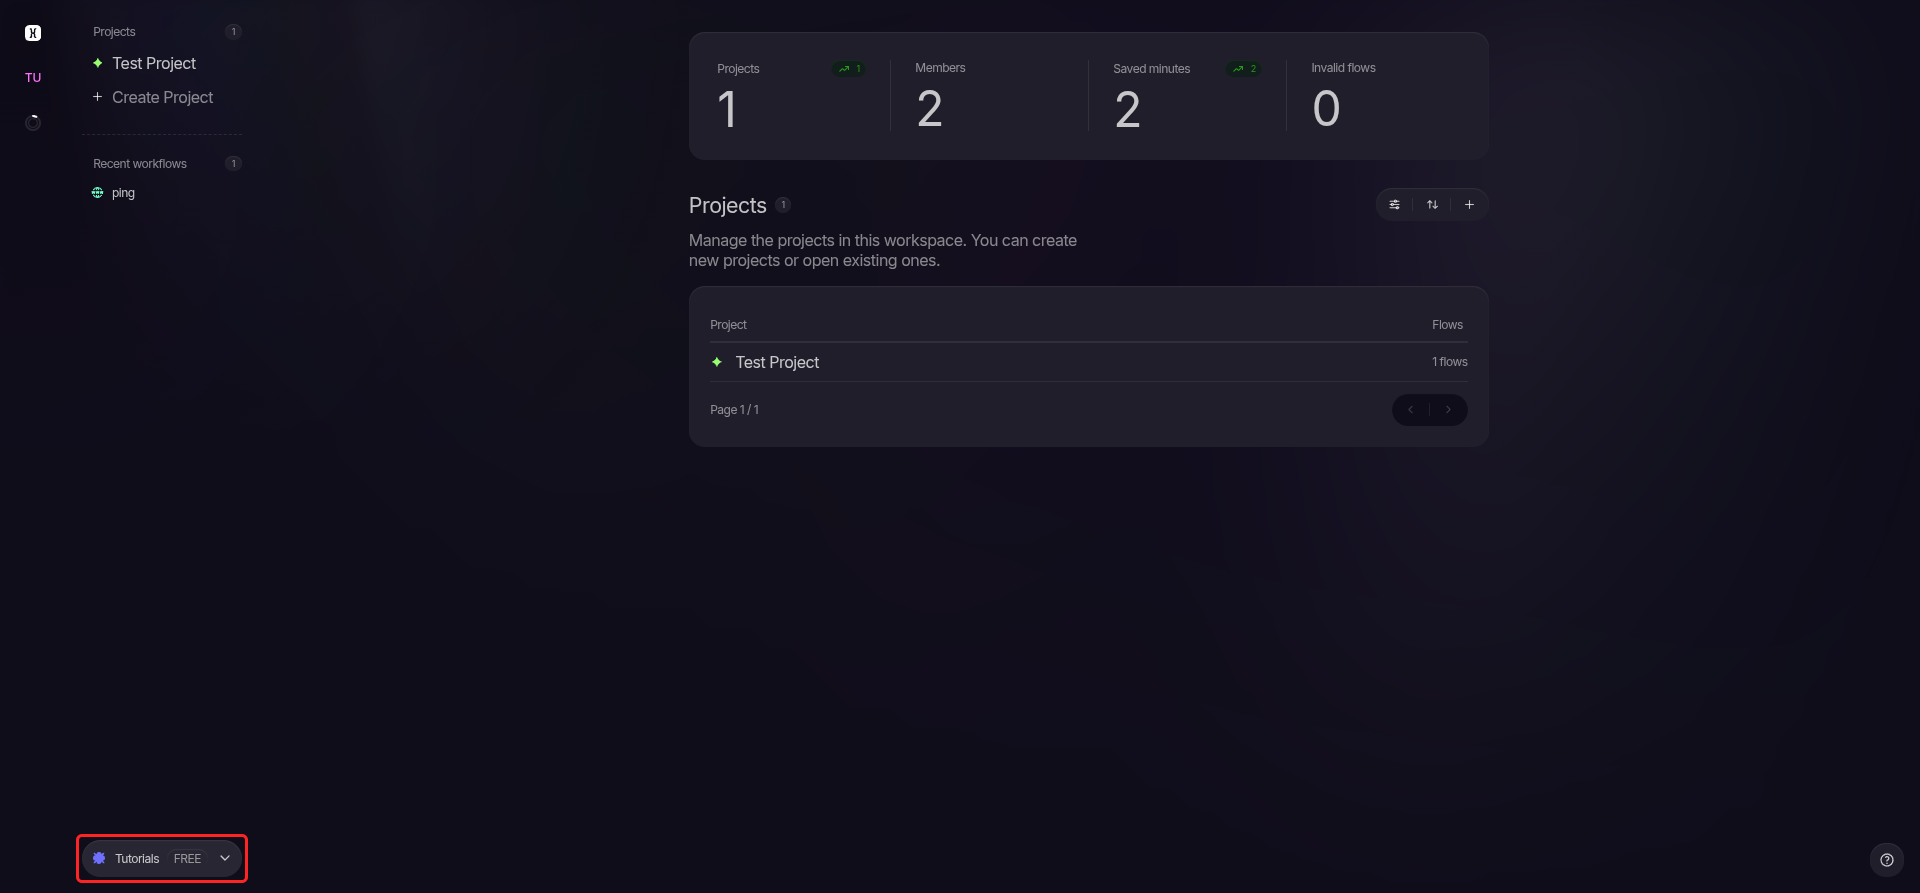 TU
Projects 1
Test Project
Create Project
Recent workflows 1
ping
Projects 1
1
Members
2
Saved minutes 2
2
Invalid flows
0
Projects 1
Manage the projects in this workspace. You can create
new projects or open existing ones.
Project Flows
Test Project 1 flows
Page 1 / 1
Tutorials FREE